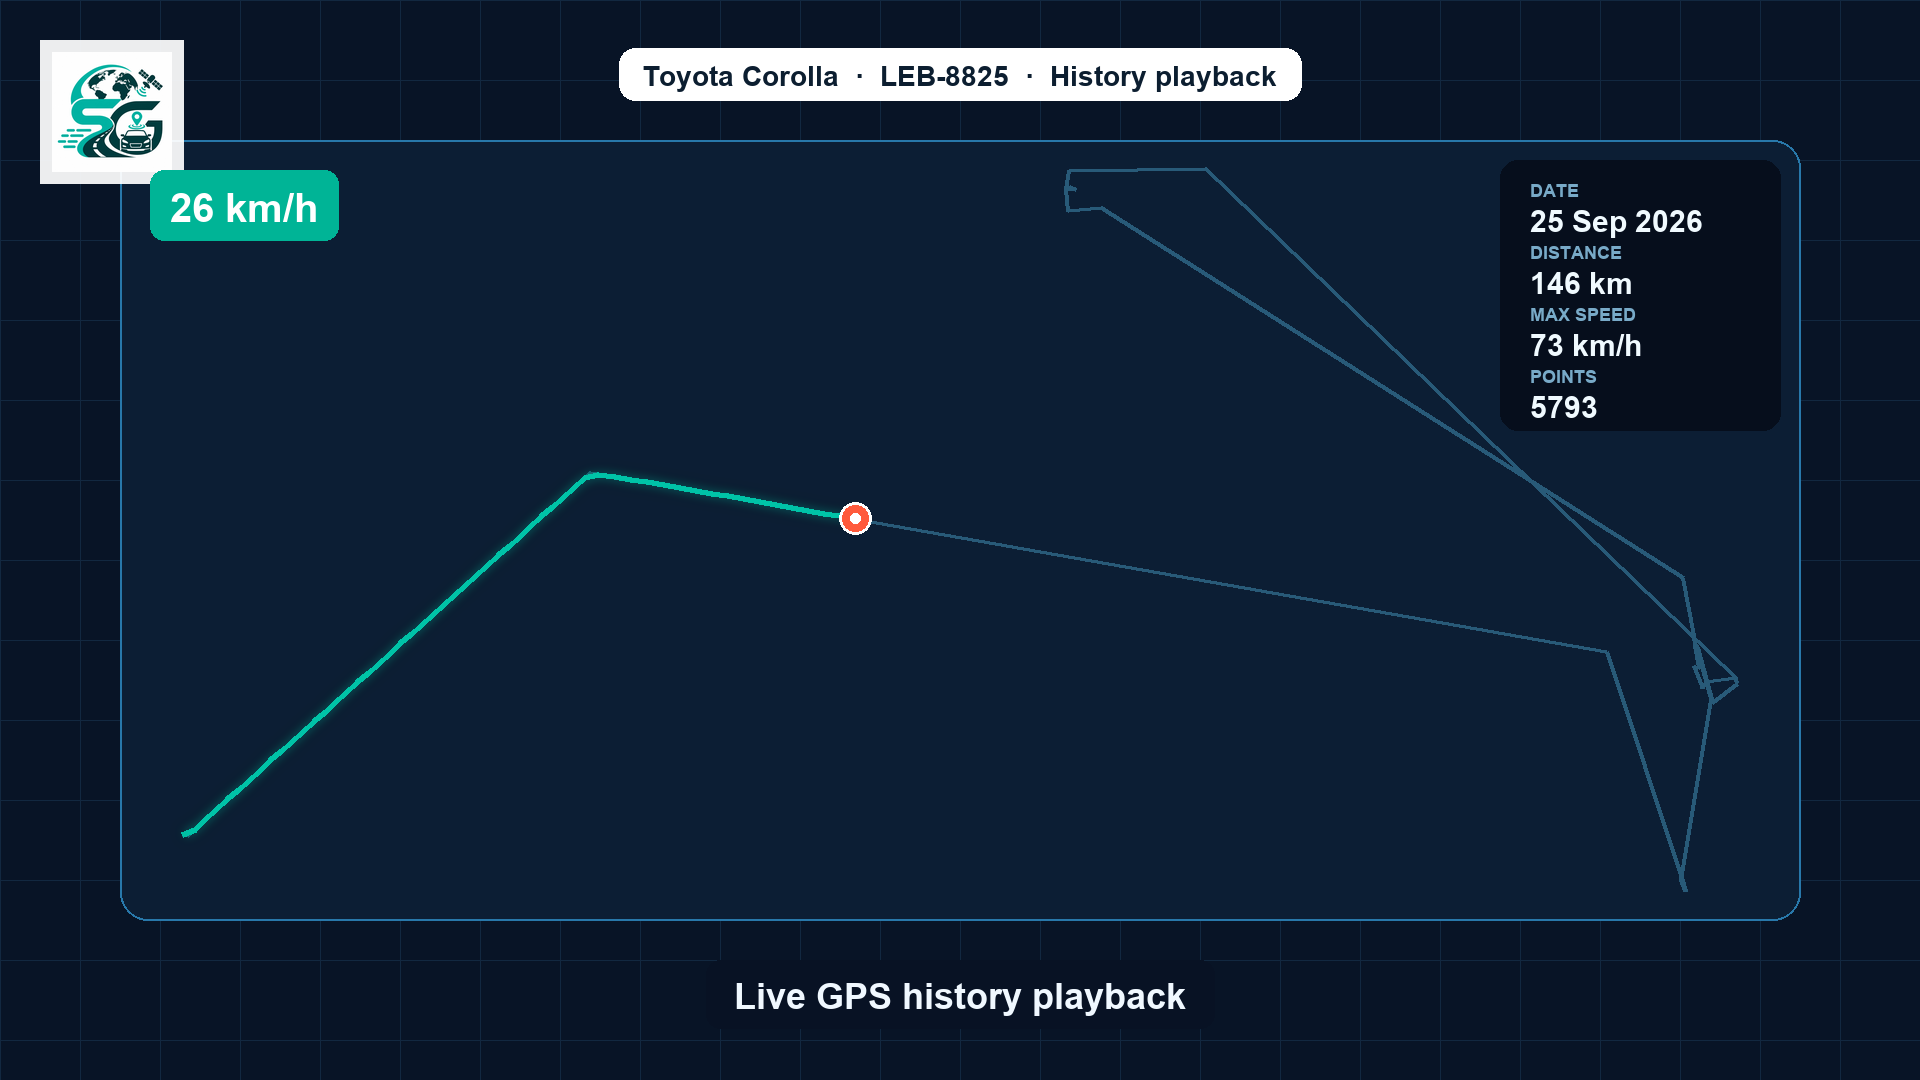 SG
Toyota Corolla · LEB-8825 · History playback
26 km/h
DATE
25 Sep 2026
DISTANCE
146 km
MAX SPEED
73 km/h
POINTS
5793
Live GPS history playback